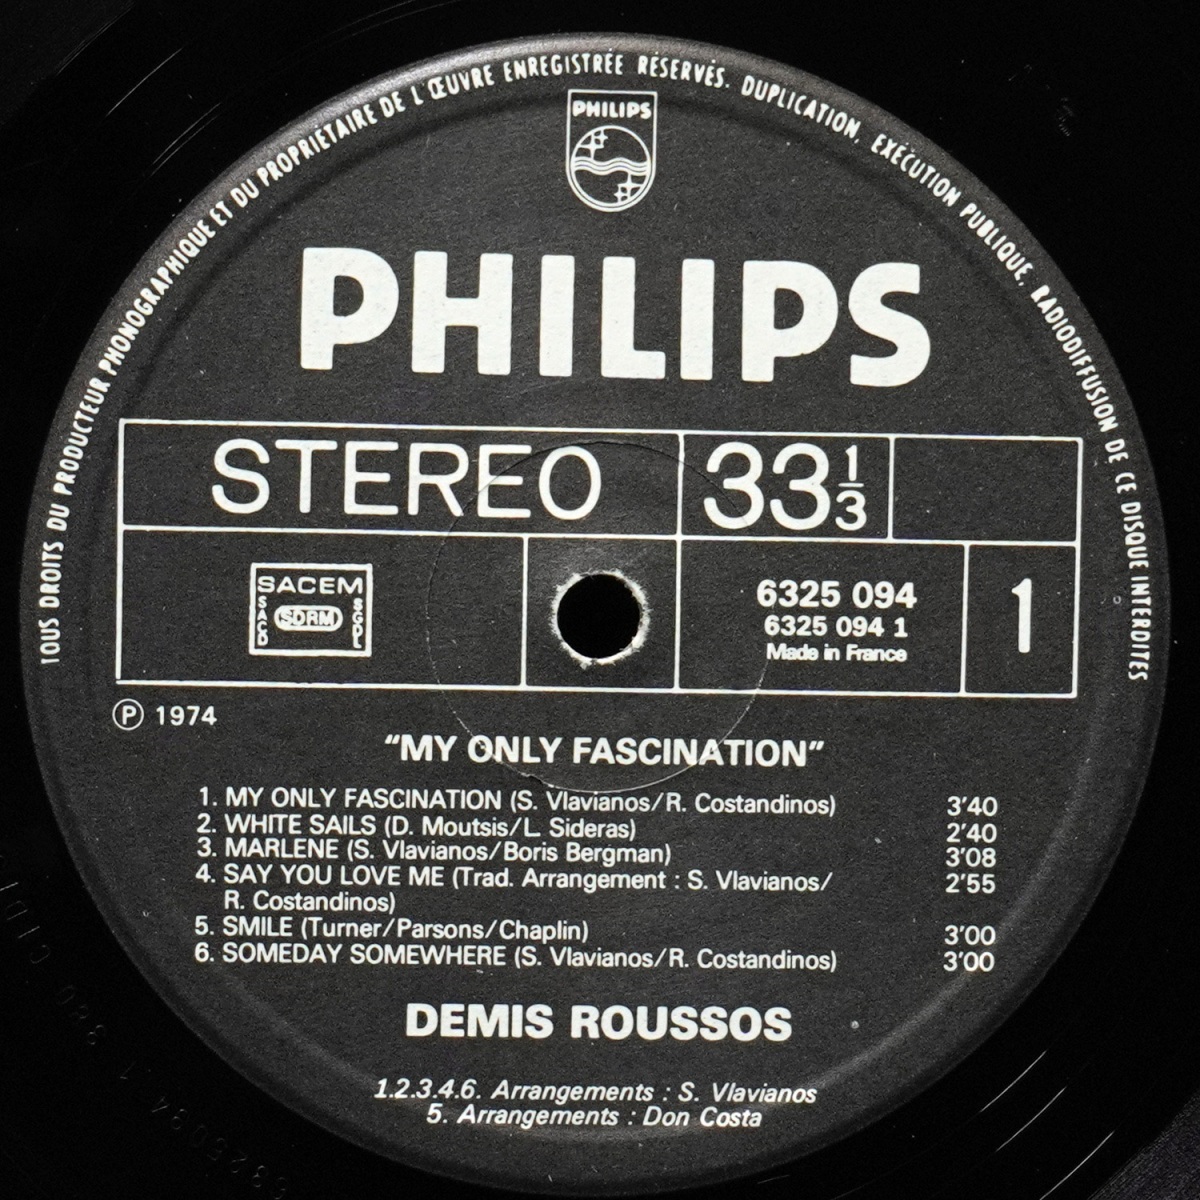 TOUS DROITS DU PRODUCTEUR PHONOGRAPHIQUE ET DU PROPRIÉTAIRE DE L'ŒUVRE ENREGISTRÉE RÉSERVÉS. DUPLICATION, EXÉCUTION PUBLIQUE, RADIODIFFUSION DE CE DISQUE INTERDITES
PHILIPS
PHILIPS
STEREO 33 1/3
SACEM
SACD SDRM SGDL
6325 094
6325 094 1
Made in France
1
Ⓟ 1974
"MY ONLY FASCINATION"
1. MY ONLY FASCINATION (S. Vlavianos/R. Costandinos) 3'40
2. WHITE SAILS (D. Moutsis/L. Sideras) 2'40
3. MARLENE (S. Vlavianos/Boris Bergman) 3'08
4. SAY YOU LOVE ME (Trad. Arrangement : S. Vlavianos/ 2'55
R. Costandinos)
5. SMILE (Turner/Parsons/Chaplin) 3'00
6. SOMEDAY SOMEWHERE (S. Vlavianos/R. Costandinos) 3'00
DEMIS ROUSSOS
1.2.3.4.6. Arrangements : S. Vlavianos
5. Arrangements : Don Costa